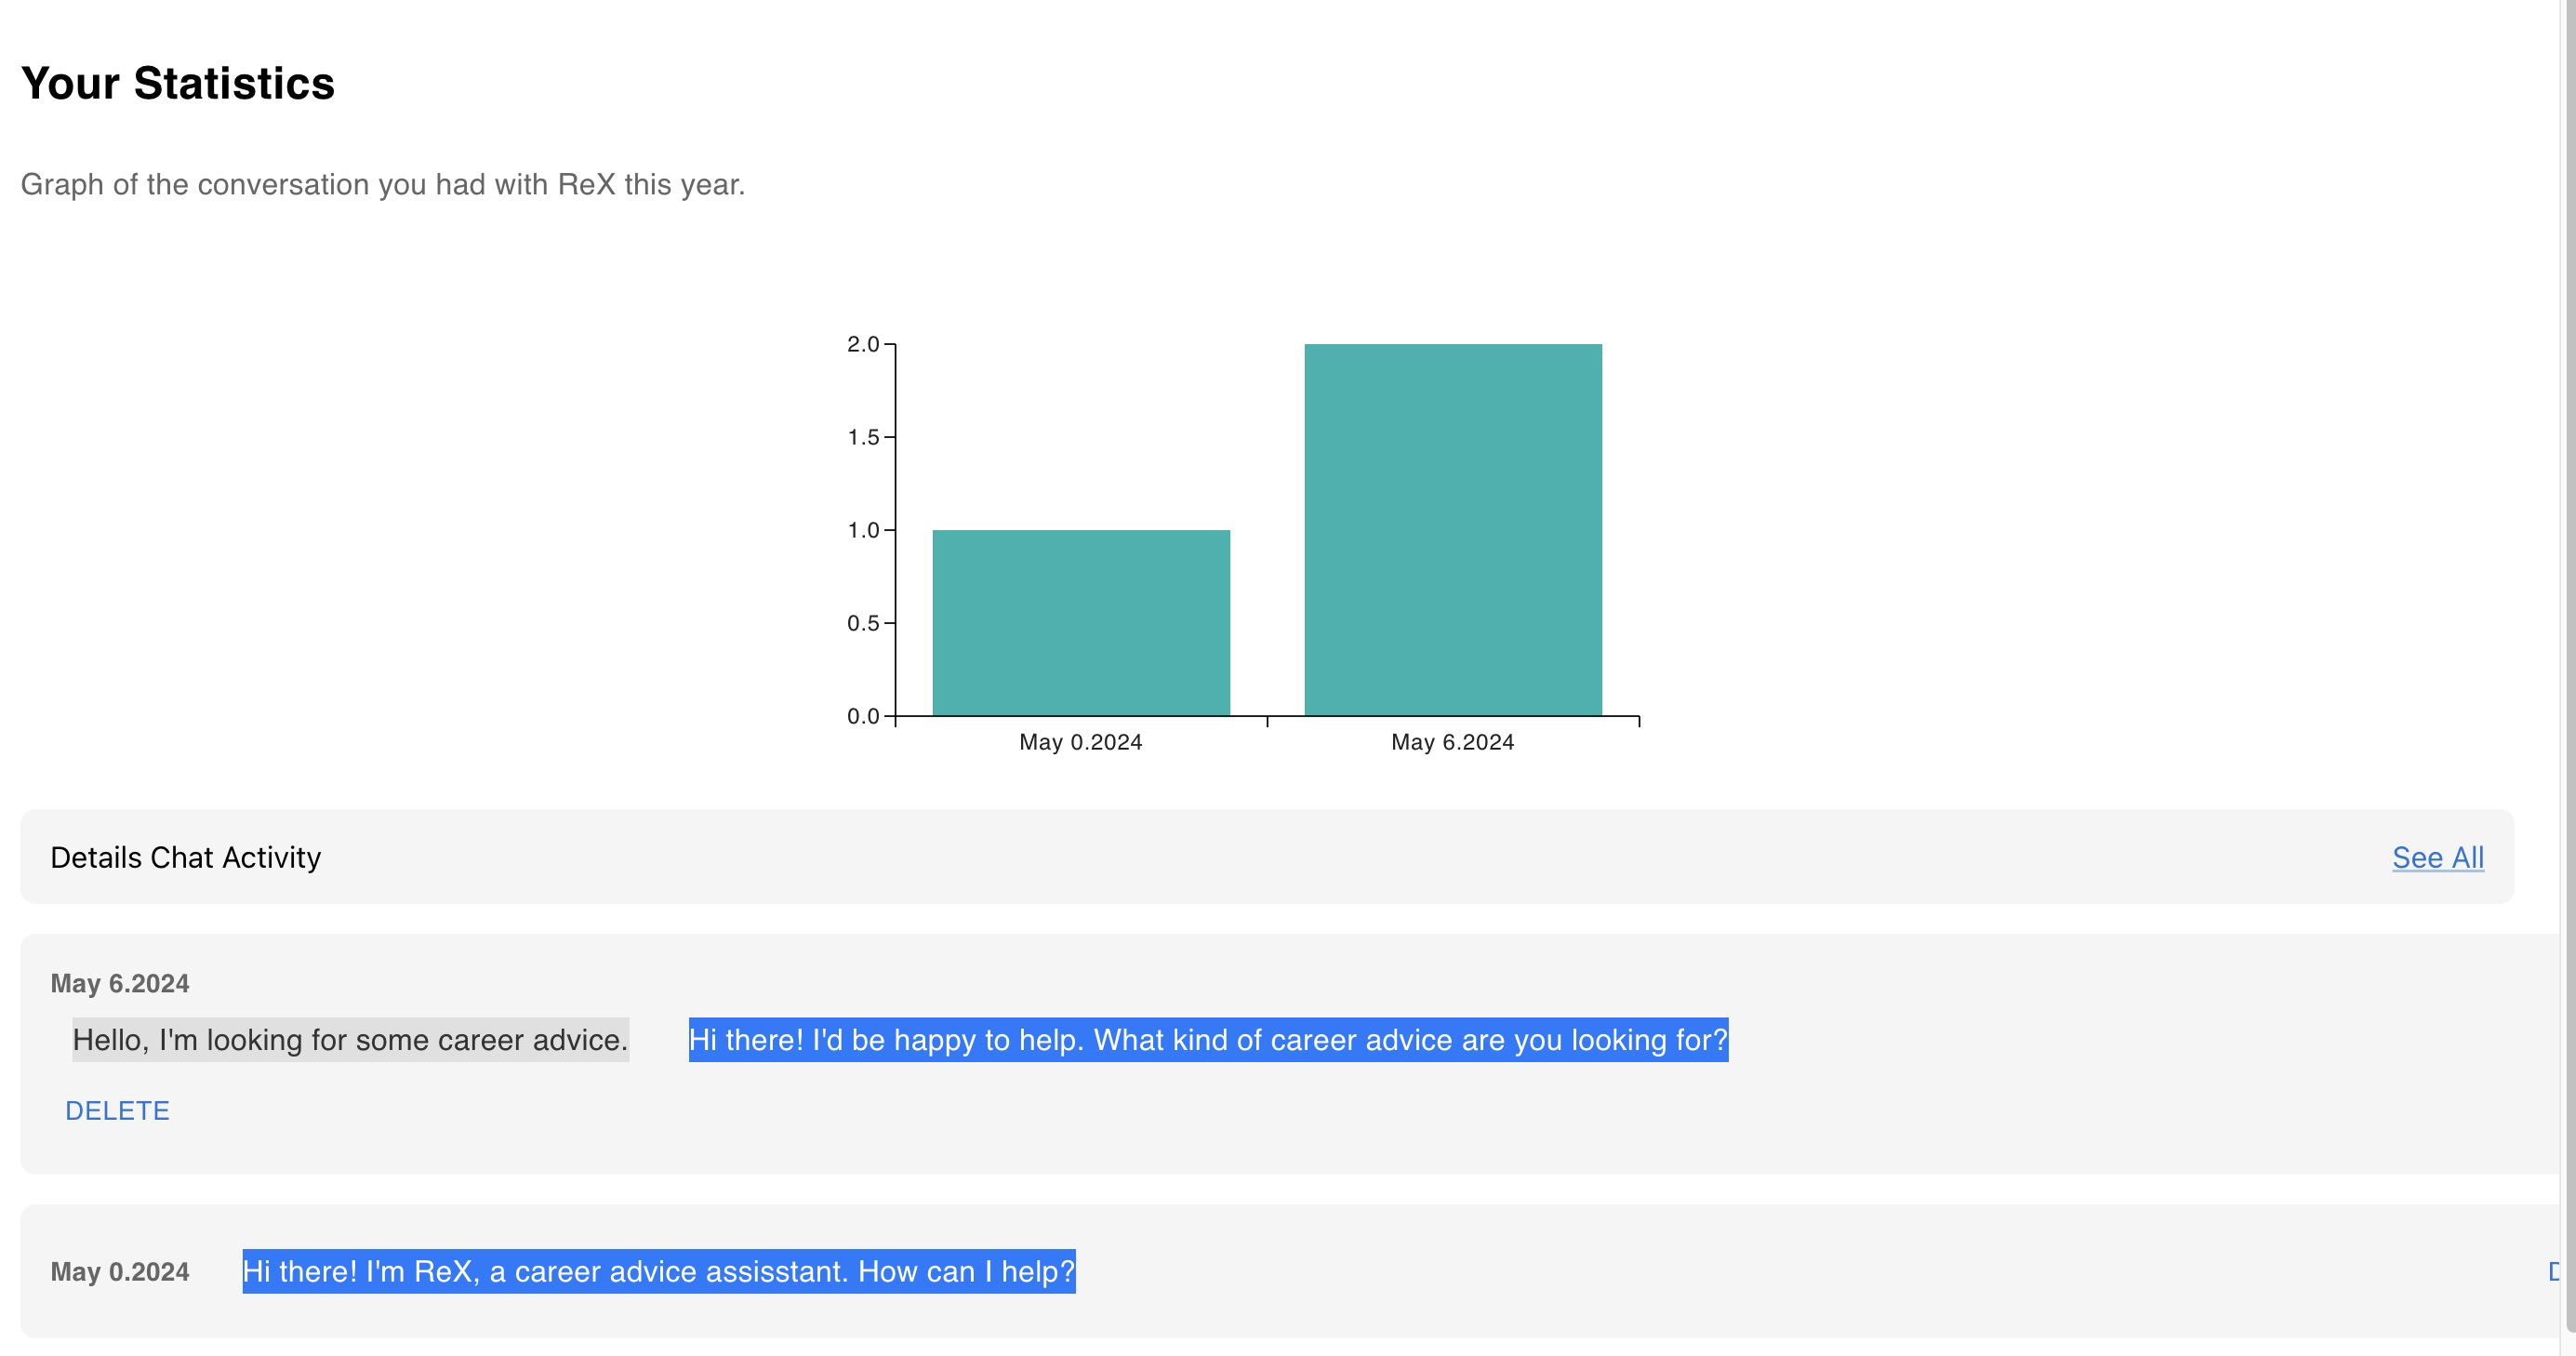 Your Statistics
Graph of the conversation you had with ReX this year.
2.0
1.5
1.0
0.5
0.0
May 0.2024 May 6.2024
Details Chat Activity See All
May 6.2024
Hello, I'm looking for some career advice. Hi there! I'd be happy to help. What kind of career advice are you looking for?
DELETE
May 0.2024 Hi there! I'm ReX, a career advice assisstant. How can I help?